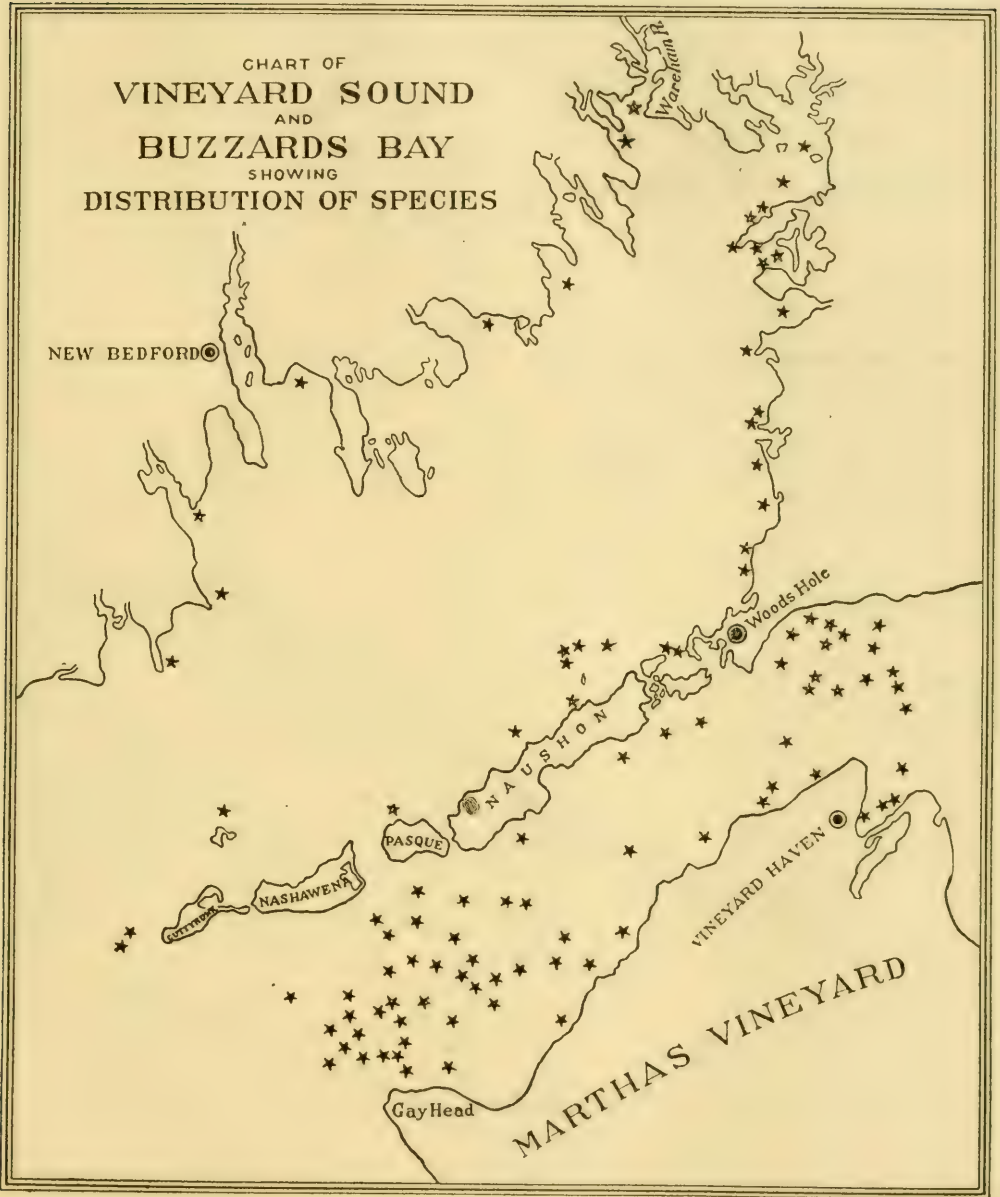 CHART OF
VINEYARD SOUND
AND
BUZZARDS BAY
SHOWING
DISTRIBUTION OF SPECIES
Wareham R.
NEW BEDFORD
Woods Hole
NAUSHON
PASQUE
NASHAWENA
CUTTYHUNK
VINEYARD HAVEN
MARTHAS VINEYARD
Gay Head